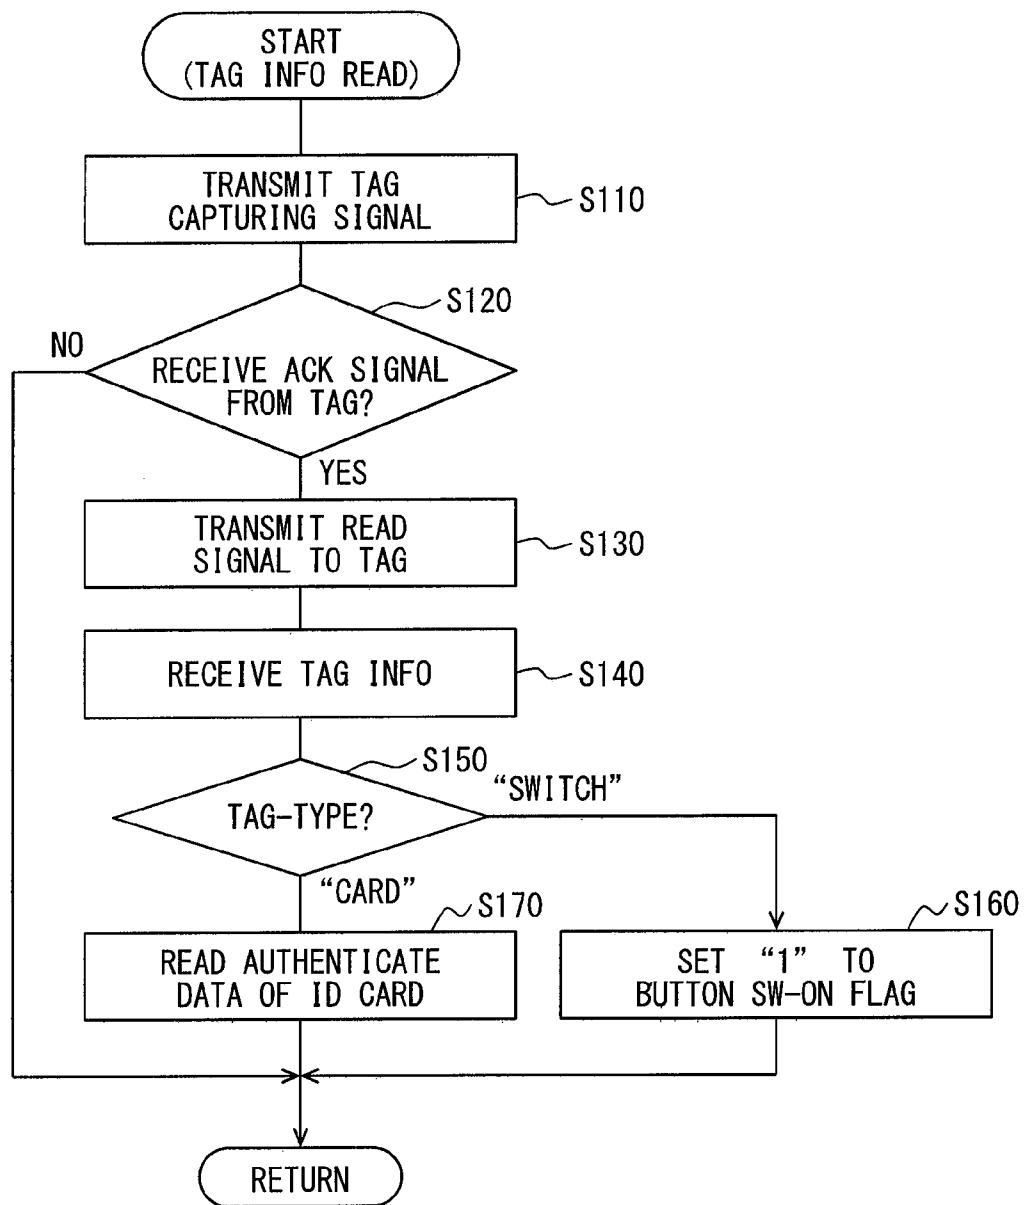 START
(TAG INFO READ)
TRANSMIT TAG
CAPTURING SIGNAL
S110
S120
NO
RECEIVE ACK SIGNAL
FROM TAG?
YES
TRANSMIT READ
SIGNAL TO TAG
S130
RECEIVE TAG INFO
S140
S150
“SWITCH”
TAG-TYPE?
“CARD”
S170
S160
READ AUTHENTICATE
DATA OF ID CARD
SET “1” TO
BUTTON SW-ON FLAG
RETURN